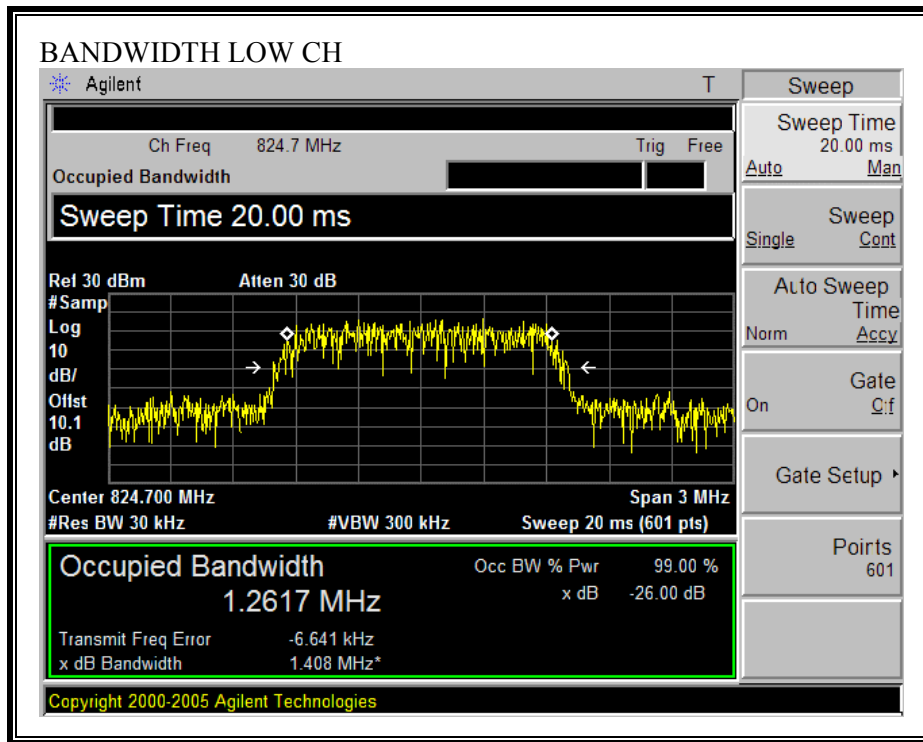 BANDWIDTH LOW CH
Agilent T
Ch Freq 824.7 MHz Trig Free
Occupied Bandwidth
Sweep Time 20.00 ms
Ref 30 dBm Atten 30 dB
#Samp
Log
10
dB/
Offst
10.1
dB
Center 824.700 MHz Span 3 MHz
#Res BW 30 kHz #VBW 300 kHz Sweep 20 ms (601 pts)
Occupied Bandwidth Occ BW % Pwr 99.00 %
1.2617 MHz x dB -26.00 dB
Transmit Freq Error -6.641 kHz
x dB Bandwidth 1.408 MHz*
Copyright 2000-2005 Agilent Technologies
Sweep
Sweep Time
20.00 ms
Auto Man
Sweep
Single Cont
Auto Sweep
Time
Norm Accy
Gate
On Off
Gate Setup
Points
601